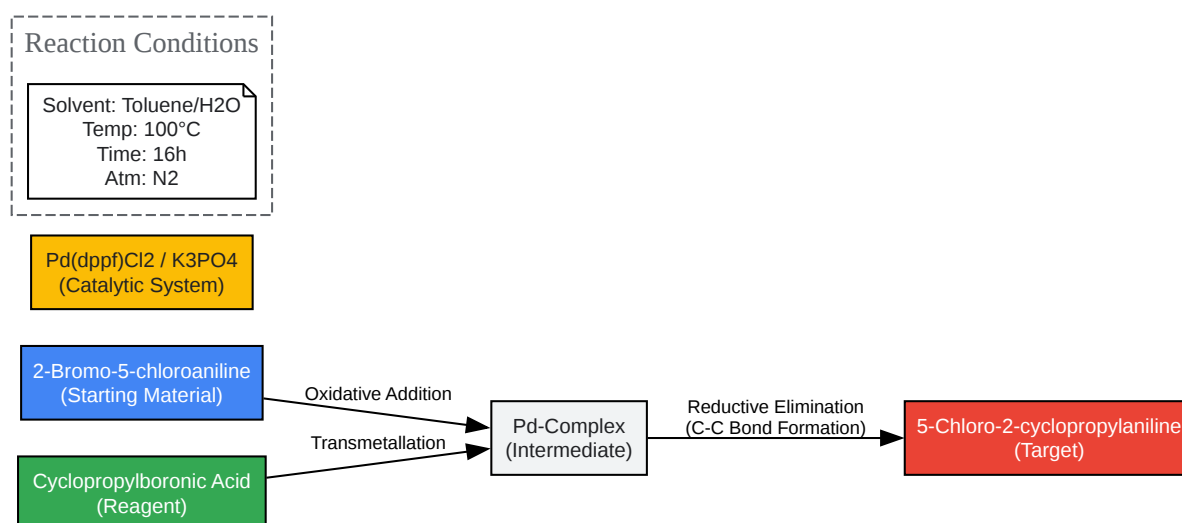 Reaction Conditions
Solvent: Toluene/H2O
Temp: 100°C
Time: 16h
Atm: N2
Pd(dppf)Cl2 / K3PO4
(Catalytic System)
2-Bromo-5-chloroaniline
(Starting Material)
Oxidative Addition
Transmetallation
Cyclopropylboronic Acid
(Reagent)
Pd-Complex
(Intermediate)
Reductive Elimination
(C-C Bond Formation)
5-Chloro-2-cyclopropylaniline
(Target)